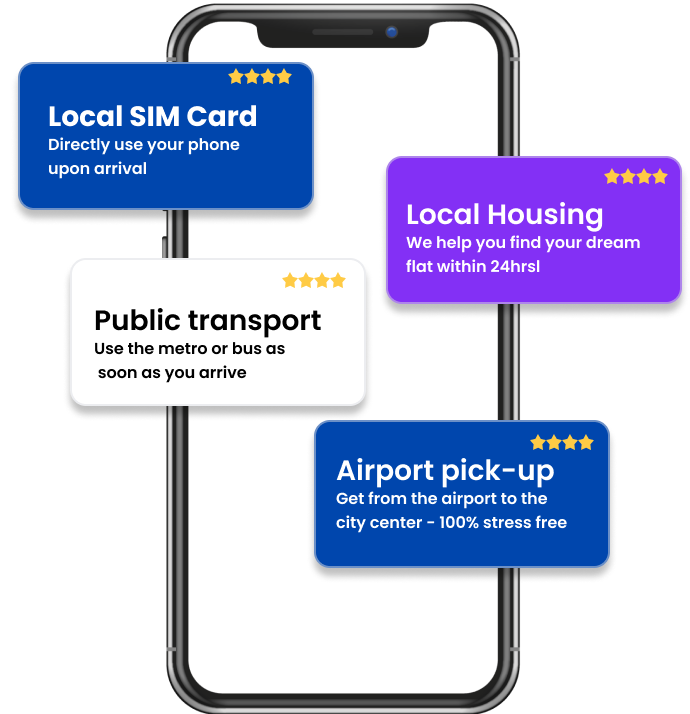 Local SIM Card
Directly use your phone
upon arrival
Local Housing
We help you find your dream
flat within 24hrsl
Public transport
Use the metro or bus as
soon as you arrive
Airport pick-up
Get from the airport to the
city center - 100% stress free